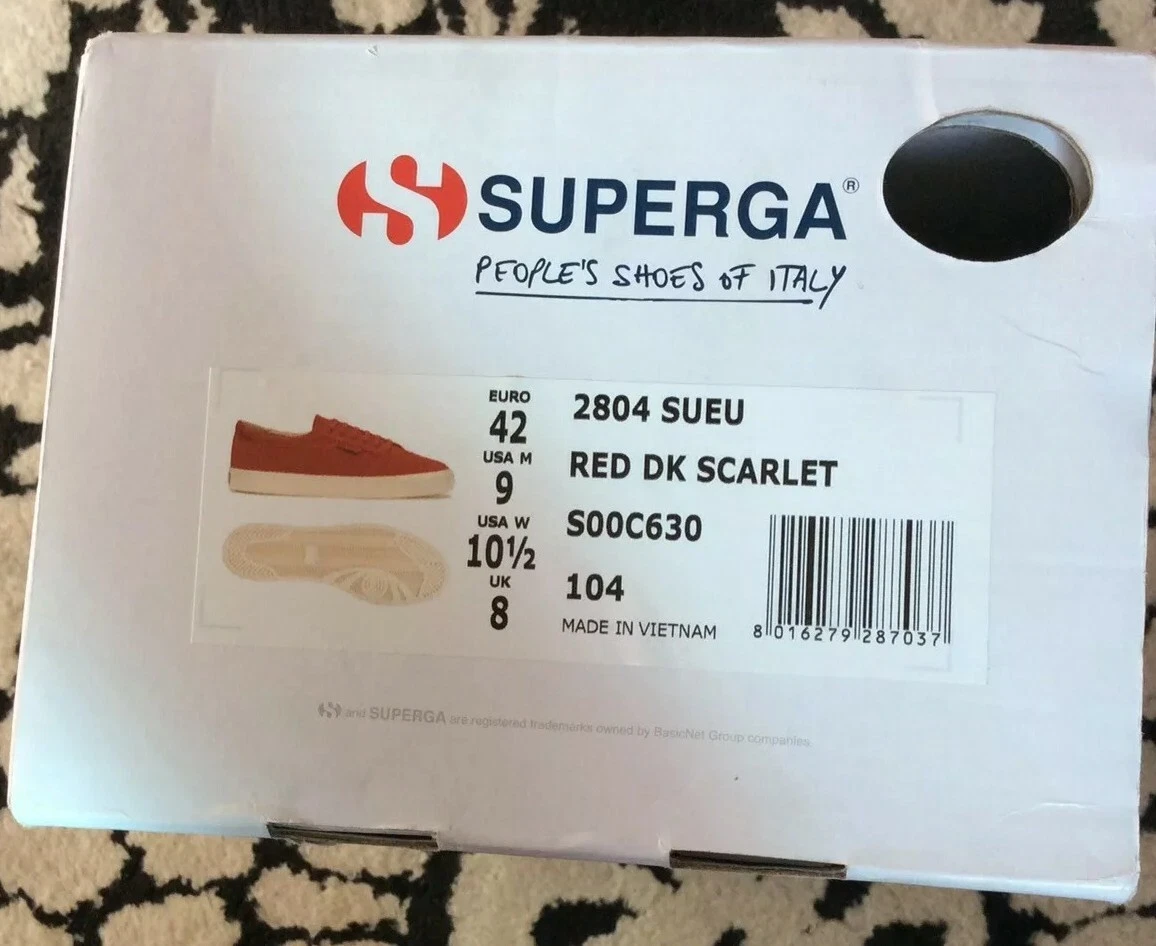 SUPERGA®
PEOPLE'S SHOES OF ITALY
EURO
42
USA M
9
USA W
10½
UK
8
2804 SUEU
RED DK SCARLET
S00C630
104
MADE IN VIETNAM
8 016279 287037
and SUPERGA are registered trademarks owned by BasicNet Group companies